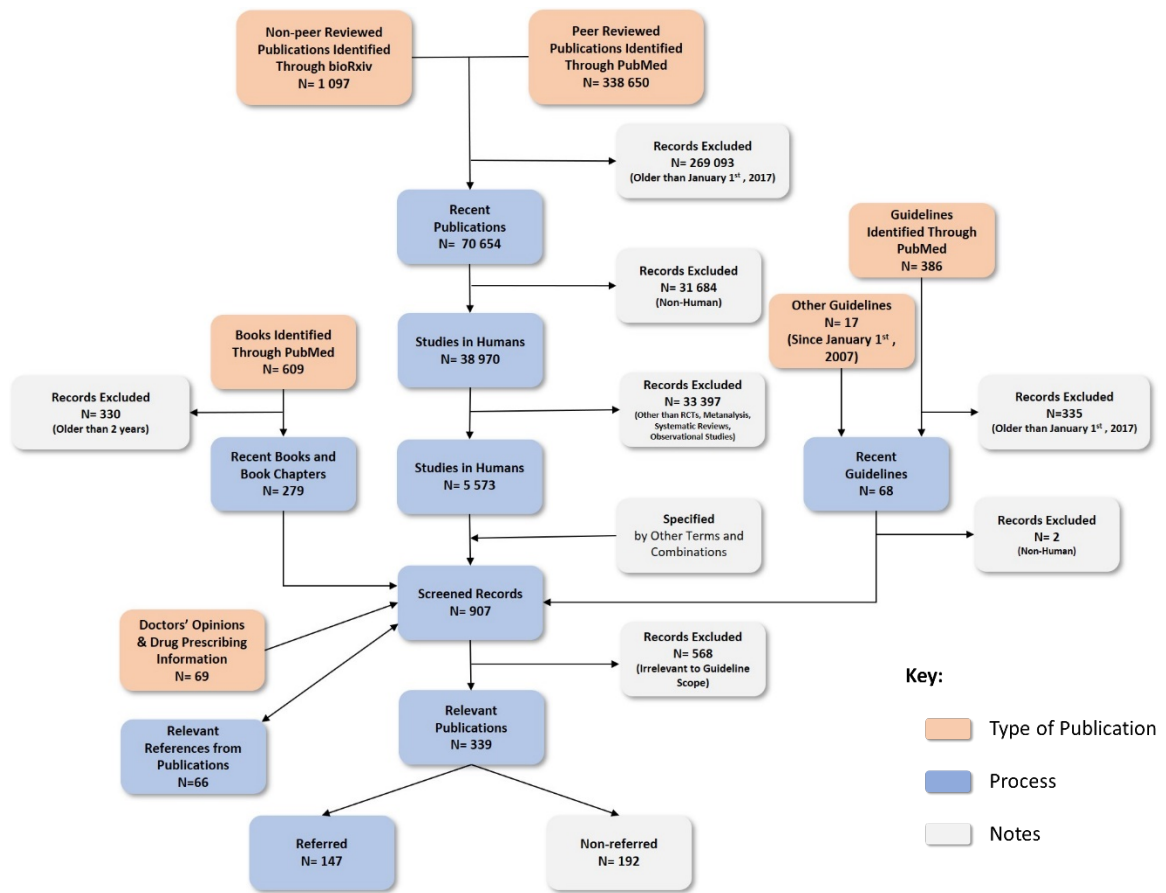 Non-peer Reviewed
Publications Identified
Through bioRxiv
N= 1 097
Peer Reviewed
Publications Identified
Through PubMed
N= 338 650
Records Excluded
N= 269 093
(Older than January 1st , 2017)
Recent
Publications
N= 70 654
Guidelines
Identified Through
PubMed
N= 386
Records Excluded
N= 31 684
(Non-Human)
Other Guidelines
N= 17
(Since January 1st ,
2007)
Books Identified
Through PubMed
N= 609
Studies in Humans
N= 38 970
Records Excluded
N= 330
(Older than 2 years)
Records Excluded
N= 33 397
(Other than RCTs, Metanalysis,
Systematic Reviews,
Observational Studies)
Records Excluded
N=335
(Older than January 1st , 2017)
Recent Books and
Book Chapters
N= 279
Studies in Humans
N= 5 573
Recent
Guidelines
N= 68
Specified
by Other Terms and
Combinations
Records Excluded
N= 2
(Non-Human)
Screened Records
N= 907
Doctors’ Opinions
& Drug Prescribing
Information
N= 69
Records Excluded
N= 568
(Irrelevant to Guideline
Scope)
Relevant
References from
Publications
N=66
Relevant
Publications
N= 339
Referred
N= 147
Non-referred
N= 192
Key:
Type of Publication
Process
Notes